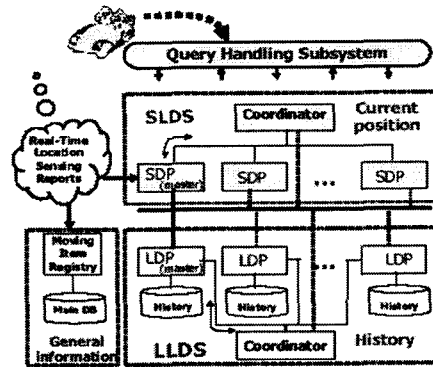 Query Handling Subsystem
SLDS
Coordinator
Current
position
Real-Time
Location
Sensing
Reports
SDP
(master)
SDP
...
SDP
Moving
Item
Registry
Main DB
General
information
LDP
(master)
LDP
...
LDP
History
History
History
LLDS
Coordinator
History